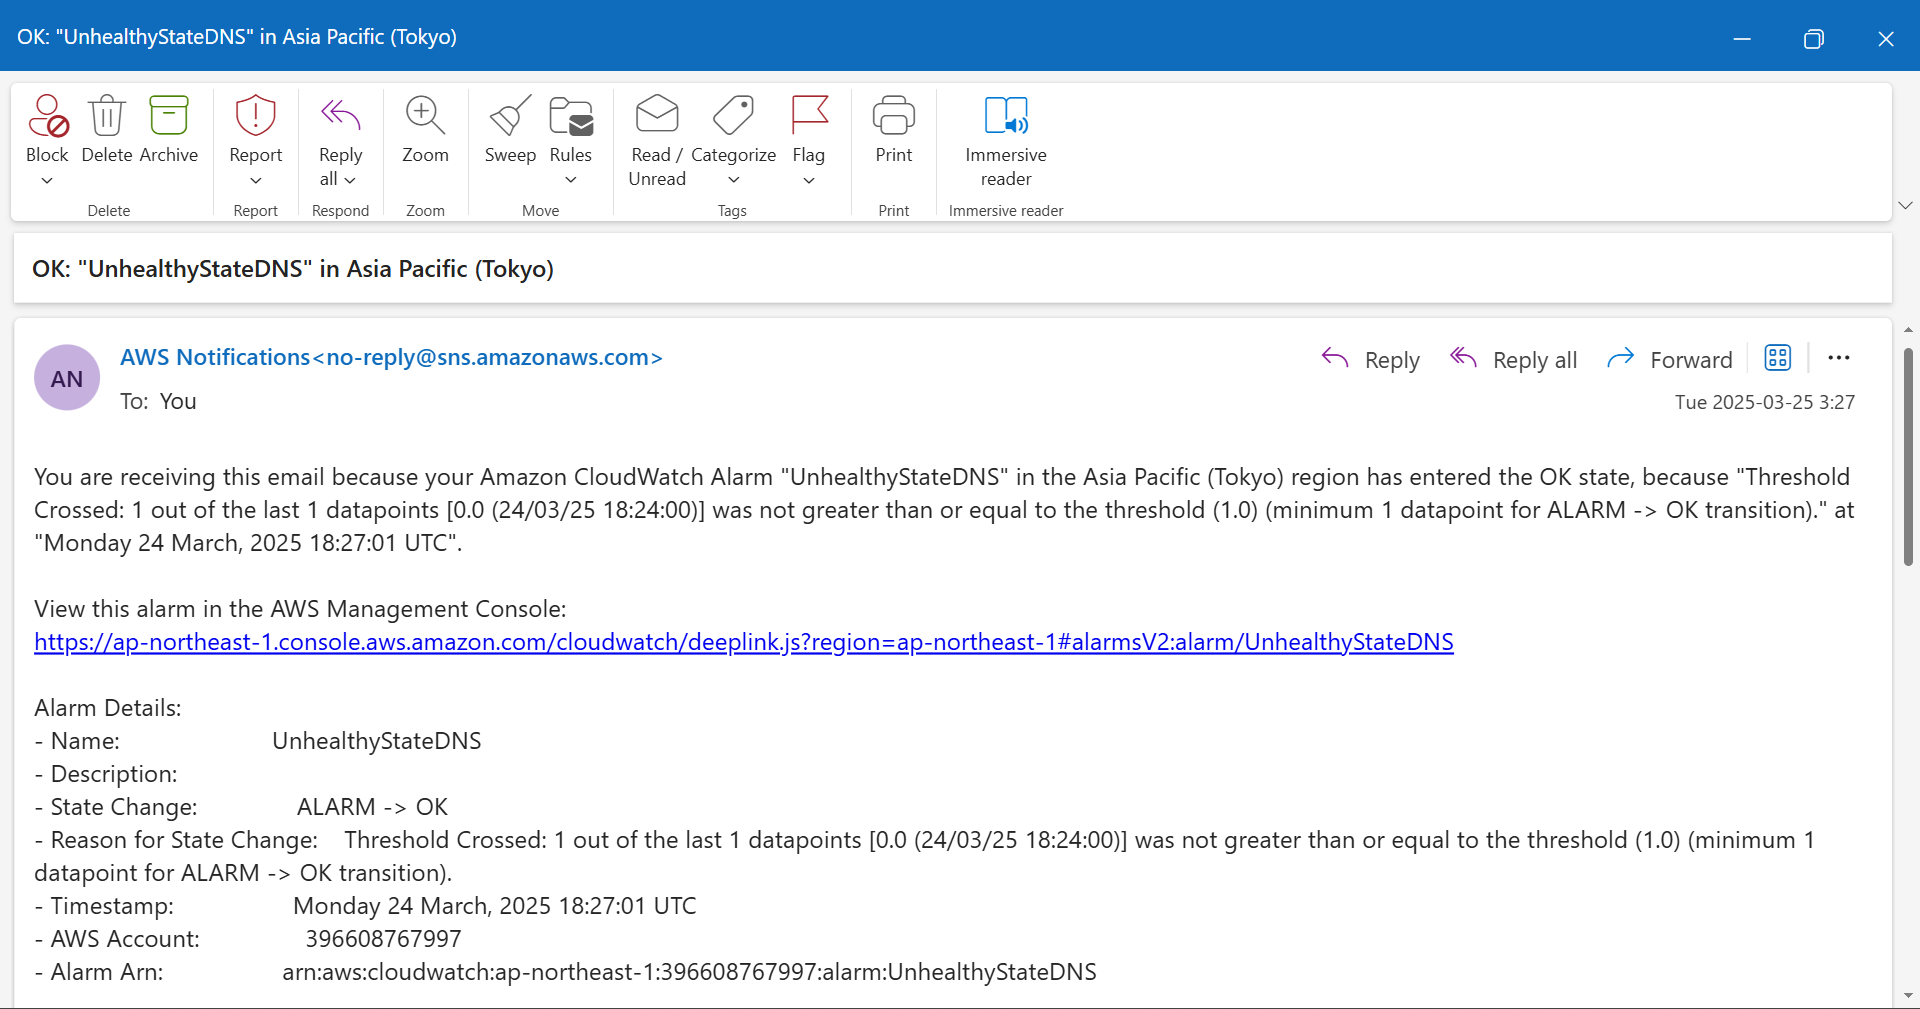 OK: "UnhealthyStateDNS" in Asia Pacific (Tokyo)
Block Delete Archive Report Reply all Zoom Sweep Rules Read / Unread Categorize Flag Print Immersive reader
Delete Report Respond Zoom Move Tags Print Immersive reader
OK: "UnhealthyStateDNS" in Asia Pacific (Tokyo)
AN
AWS Notifications<no-reply@sns.amazonaws.com>
Reply Reply all Forward
To: You
Tue 2025-03-25 3:27
You are receiving this email because your Amazon CloudWatch Alarm "UnhealthyStateDNS" in the Asia Pacific (Tokyo) region has entered the OK state, because "Threshold
Crossed: 1 out of the last 1 datapoints [0.0 (24/03/25 18:24:00)] was not greater than or equal to the threshold (1.0) (minimum 1 datapoint for ALARM -> OK transition)." at
"Monday 24 March, 2025 18:27:01 UTC".
View this alarm in the AWS Management Console:
https://ap-northeast-1.console.aws.amazon.com/cloudwatch/deeplink.js?region=ap-northeast-1#alarmsV2:alarm/UnhealthyStateDNS
Alarm Details:
- Name: UnhealthyStateDNS
- Description:
- State Change: ALARM -> OK
- Reason for State Change: Threshold Crossed: 1 out of the last 1 datapoints [0.0 (24/03/25 18:24:00)] was not greater than or equal to the threshold (1.0) (minimum 1
datapoint for ALARM -> OK transition).
- Timestamp: Monday 24 March, 2025 18:27:01 UTC
- AWS Account: 396608767997
- Alarm Arn: arn:aws:cloudwatch:ap-northeast-1:396608767997:alarm:UnhealthyStateDNS